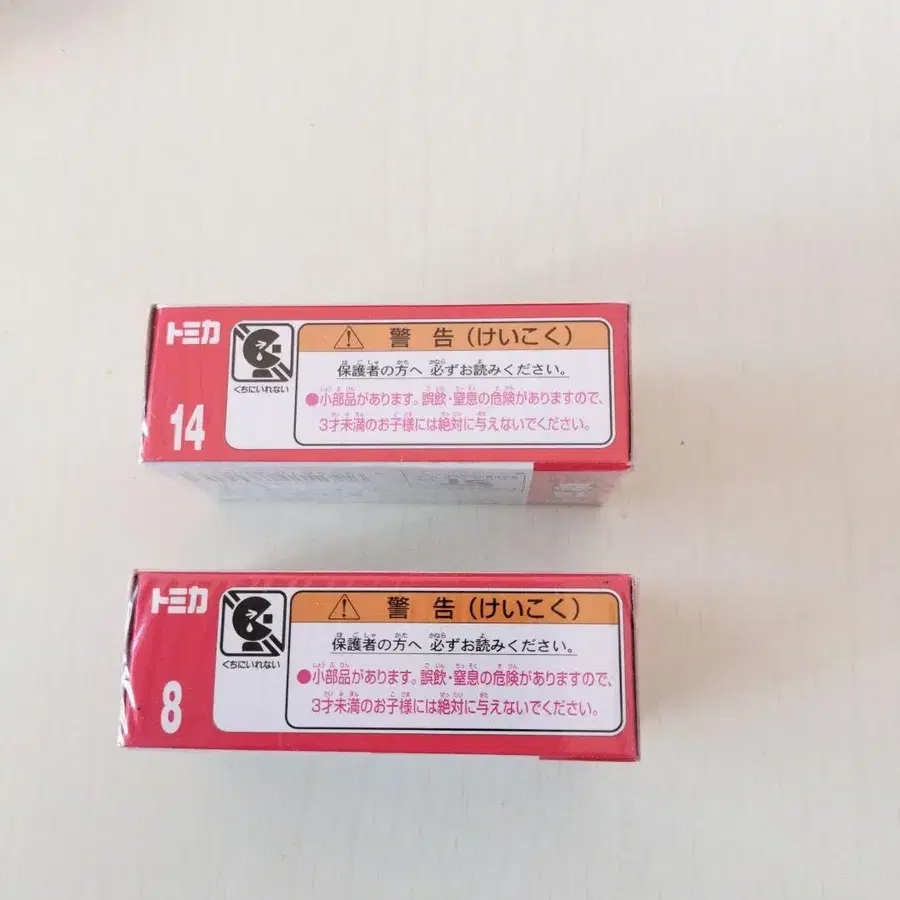 トミカ
14
くちにいれない
警告(けいこく)
保護者の方へ 必ずお読みください。
●小部品があります。誤飲・窒息の危険がありますので、
3才未満のお子様には絶対に与えないでください。
トミカ
8
くちにいれない
警告(けいこく)
保護者の方へ 必ずお読みください。
●小部品があります。誤飲・窒息の危険がありますので、
3才未満のお子様には絶対に与えないでください。